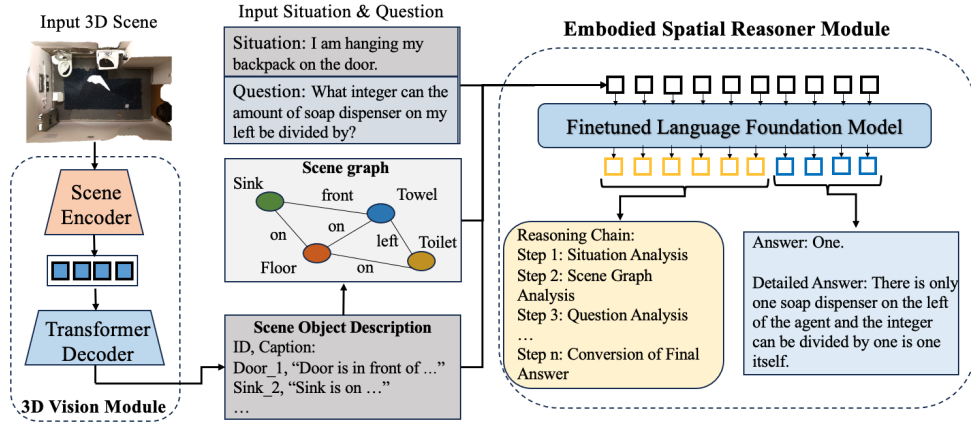 Input 3D Scene
Scene
Encoder
Transformer
Decoder
3D Vision Module
Input Situation & Question
Situation: I am hanging my
backpack on the door.
Question: What integer can the
amount of soap dispenser on my
left be divided by?
Scene graph
Sink
front
Towel
on
on
left
Toilet
Floor
on
Scene Object Description
ID, Caption:
Door_1, “Door is in front of …”
Sink_2, “Sink is on …”
…
Embodied Spatial Reasoner Module
Finetuned Language Foundation Model
Reasoning Chain:
Step 1: Situation Analysis
Step 2: Scene Graph
Analysis
Step 3: Question Analysis
…
Step n: Conversion of Final
Answer
Answer: One.
Detailed Answer: There is only
one soap dispenser on the left
of the agent and the integer
can be divided by one is one
itself.